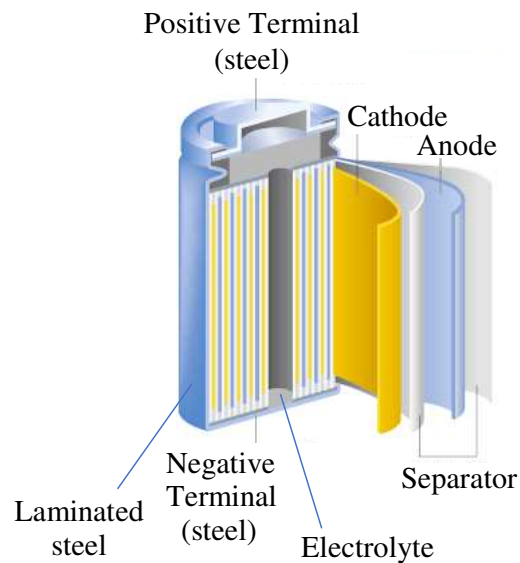 Positive Terminal
(steel)
Cathode
Anode
Negative
Terminal
(steel)
Separator
Laminated
steel
Electrolyte